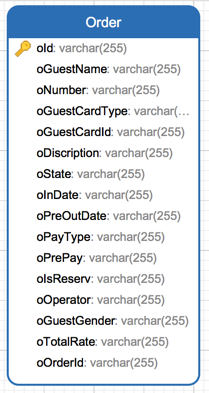 Order
oId: varchar(255)
oGuestName: varchar(255)
oNumber: varchar(255)
oGuestCardType: varchar(...
oGuestCardId: varchar(255)
oDiscription: varchar(255)
oState: varchar(255)
oInDate: varchar(255)
oPreOutDate: varchar(255)
oPayType: varchar(255)
oPrePay: varchar(255)
oIsReserv: varchar(255)
oOperator: varchar(255)
oGuestGender: varchar(255)
oTotalRate: varchar(255)
oOrderId: varchar(255)